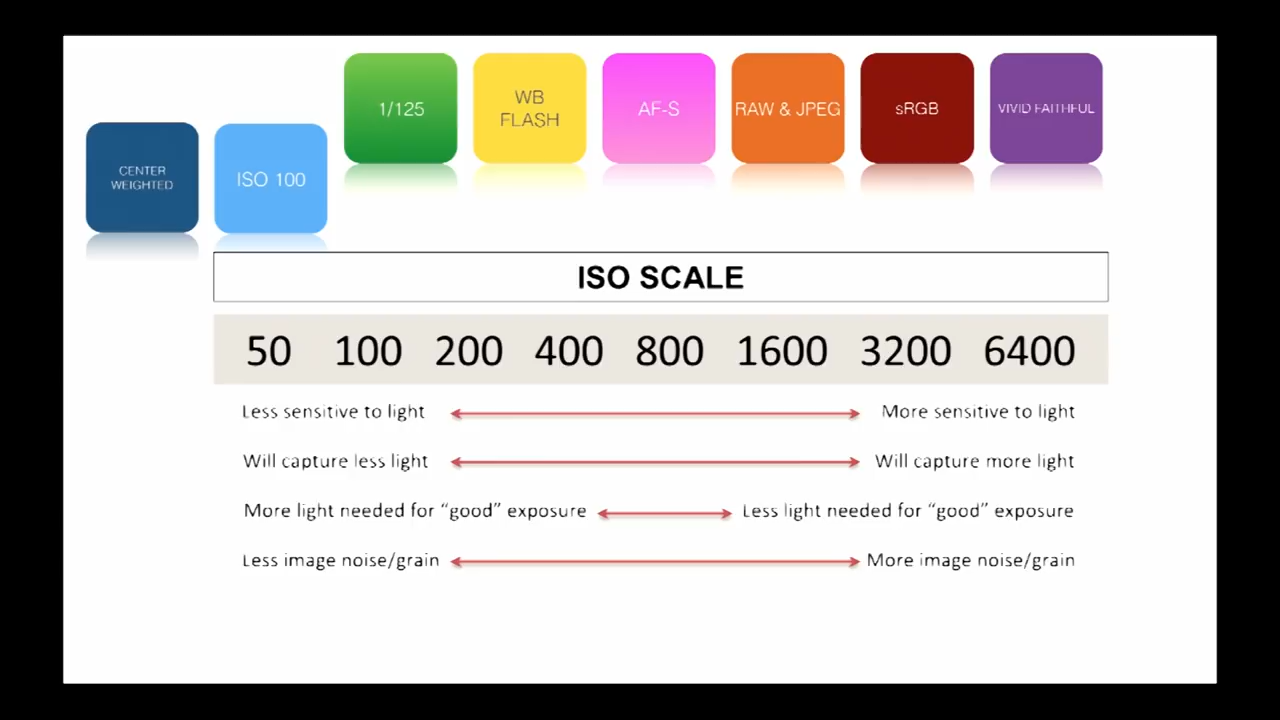 1/125
WB
FLASH
AF-S
RAW & JPEG
sRGB
VIVID FAITHFUL
CENTER
WEIGHTED
ISO 100
ISO SCALE
50 100 200 400 800 1600 3200 6400
Less sensitive to light More sensitive to light
Will capture less light Will capture more light
More light needed for “good” exposure Less light needed for “good” exposure
Less image noise/grain More image noise/grain